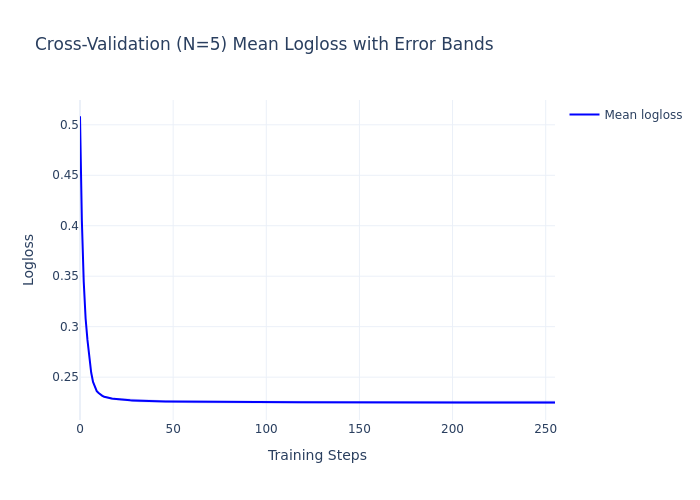 Cross-Validation (N=5) Mean Logloss with Error Bands
Mean logloss
0.5
0.45
0.4
0.35
0.3
0.25
Logloss
0 50 100 150 200 250
Training Steps